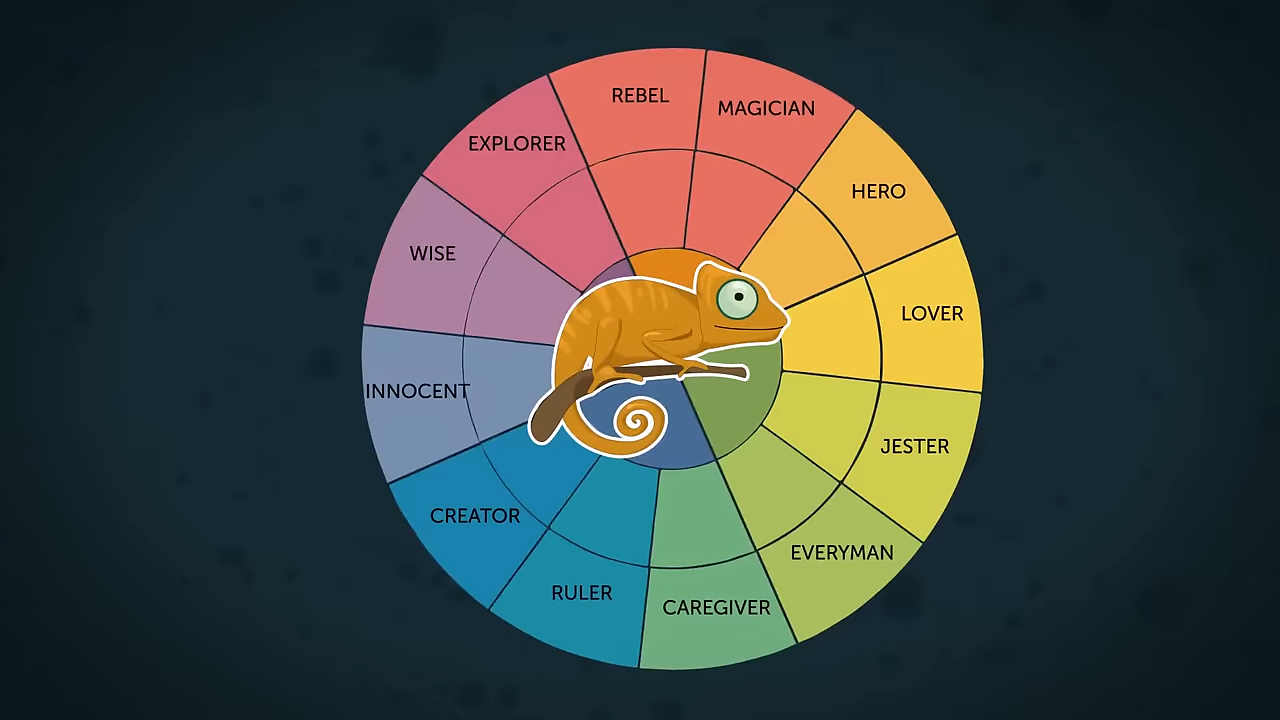 REBEL
MAGICIAN
HERO
LOVER
JESTER
EVERYMAN
CAREGIVER
RULER
CREATOR
INNOCENT
WISE
EXPLORER